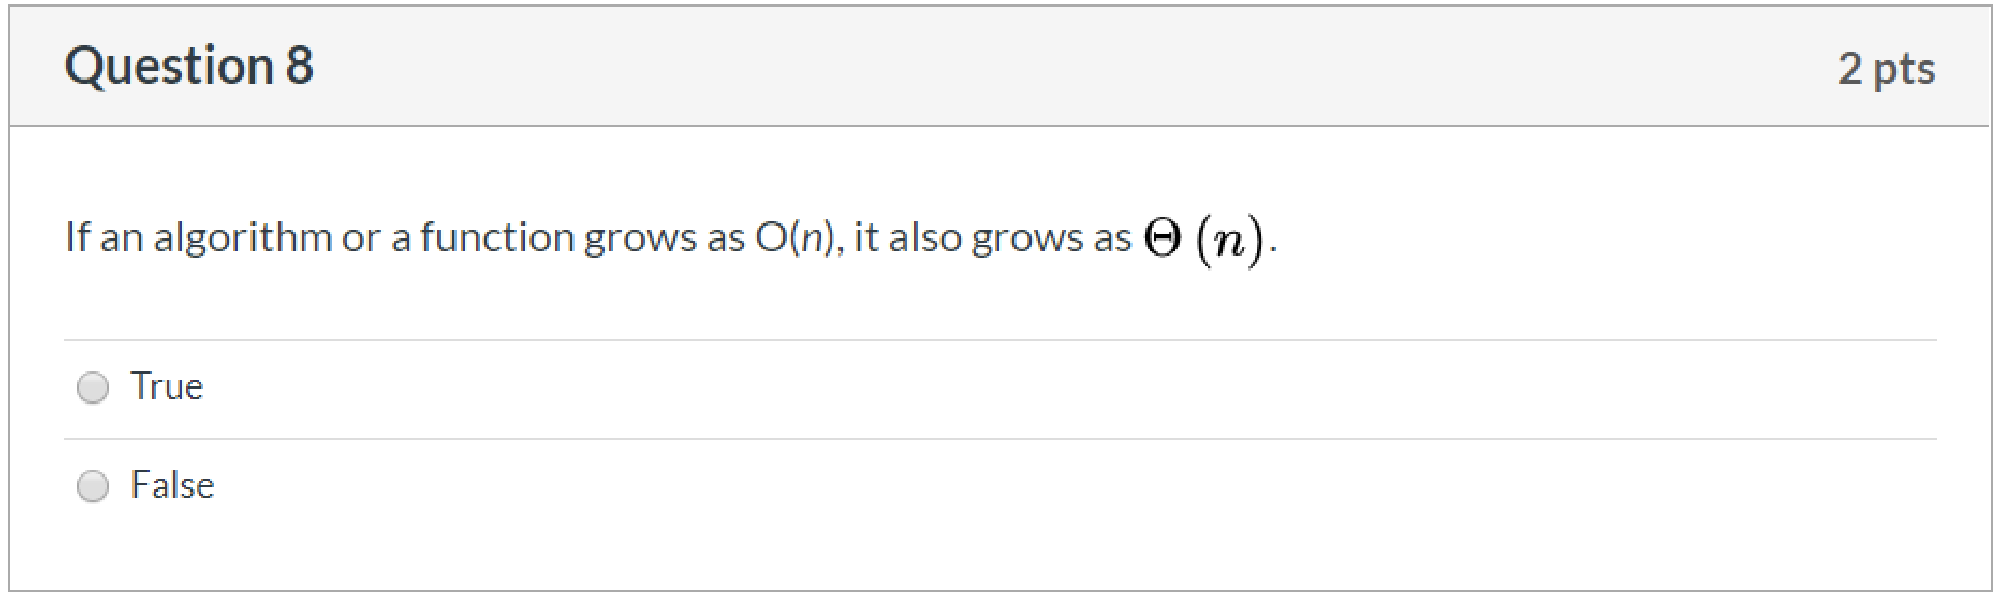 Question 8
2 pts
If an algorithm or a function grows as O(n), it also grows as Θ (n).
True
False